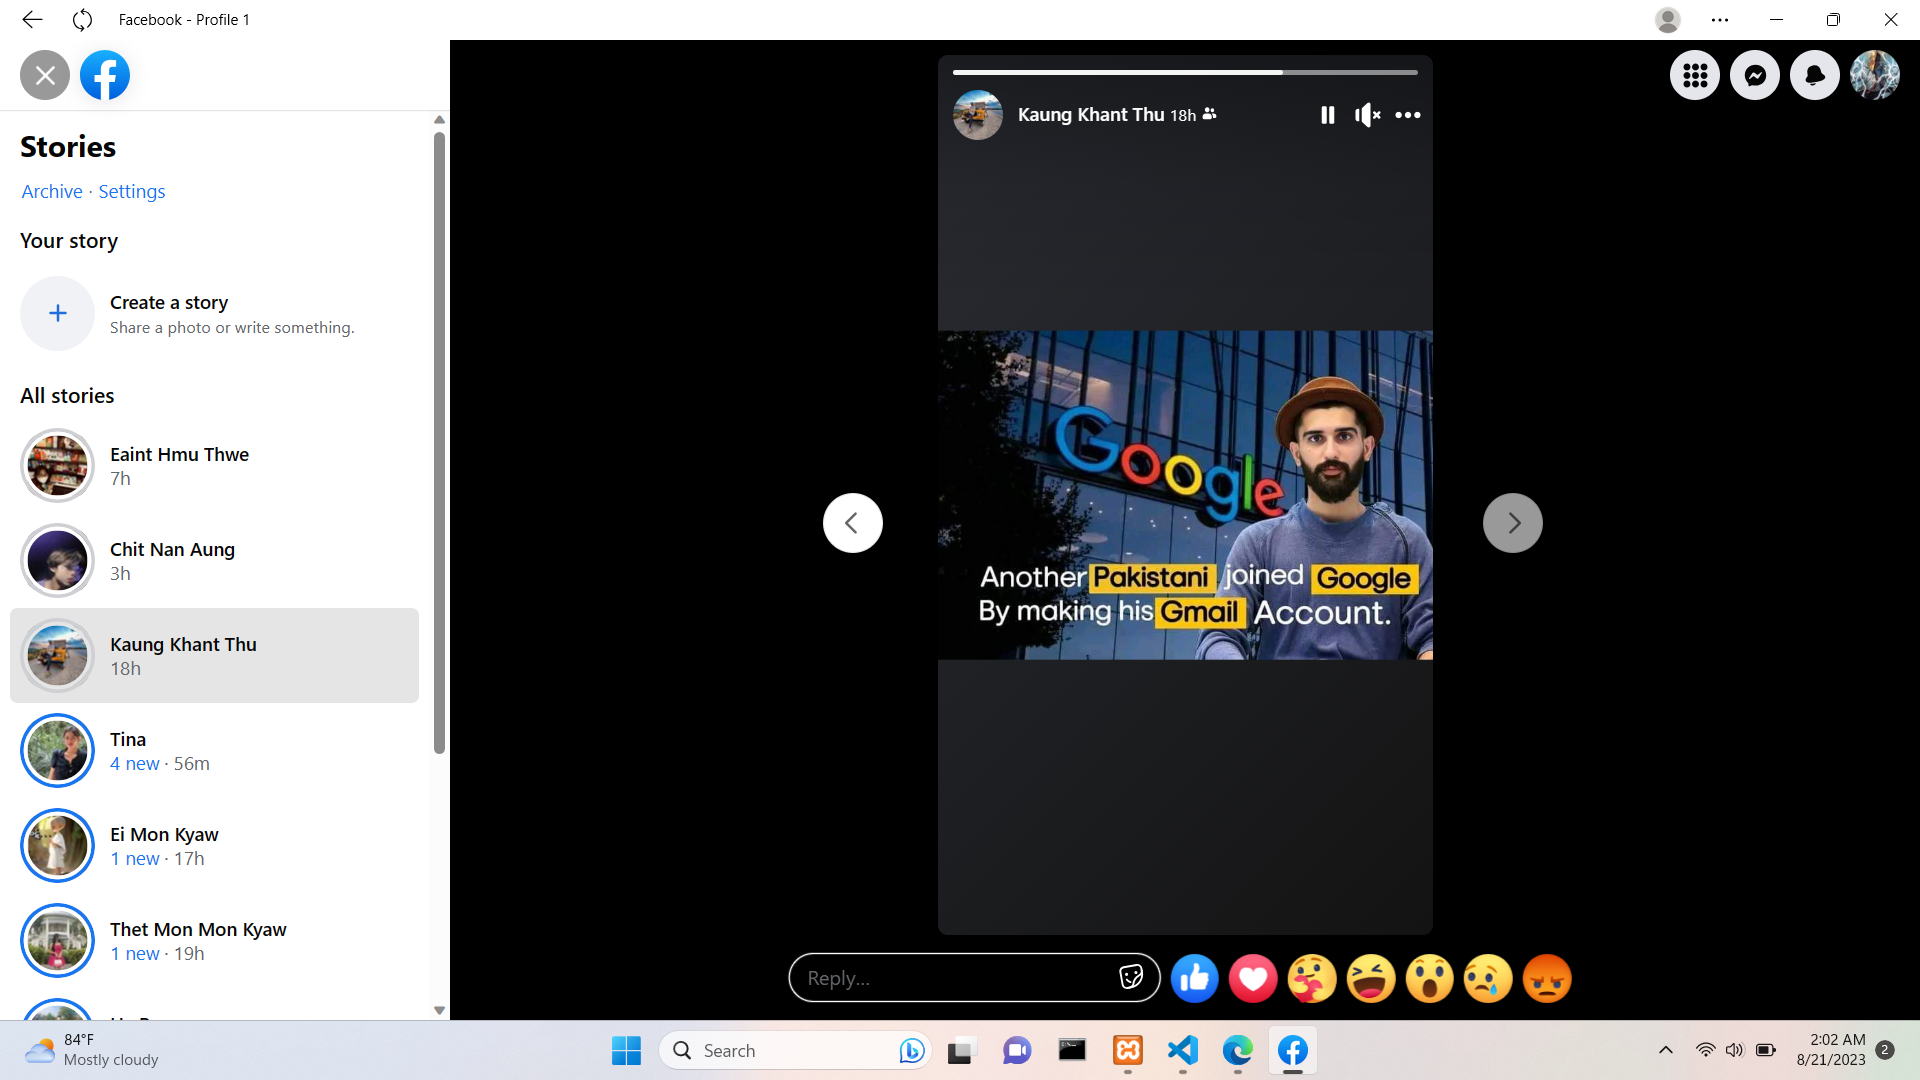 Facebook - Profile 1
Stories
Archive · Settings
Your story
Create a story
Share a photo or write something.
All stories
Eaint Hmu Thwe
7h
Chit Nan Aung
3h
Kaung Khant Thu
18h
Tina
4 new · 56m
Ei Mon Kyaw
1 new · 17h
Thet Mon Mon Kyaw
1 new · 19h
Kaung Khant Thu 18h
Google
Another Pakistani joined Google
By making his Gmail Account.
Reply...
84°F
Mostly cloudy
Search
2:02 AM
8/21/2023
2